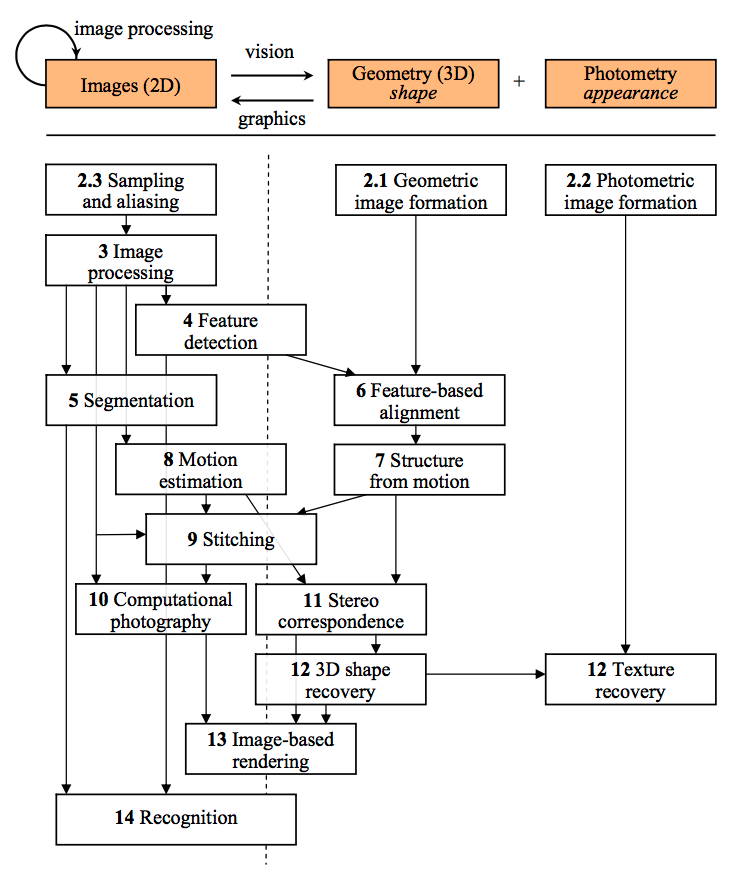 image processing
vision
Images (2D)
Geometry (3D)
shape
+
Photometry
appearance
graphics
2.3 Sampling
and aliasing
2.1 Geometric
image formation
2.2 Photometric
image formation
3 Image
processing
4 Feature
detection
5 Segmentation
6 Feature-based
alignment
8 Motion
estimation
7 Structure
from motion
9 Stitching
10 Computational
photography
11 Stereo
correspondence
12 3D shape
recovery
12 Texture
recovery
13 Image-based
rendering
14 Recognition